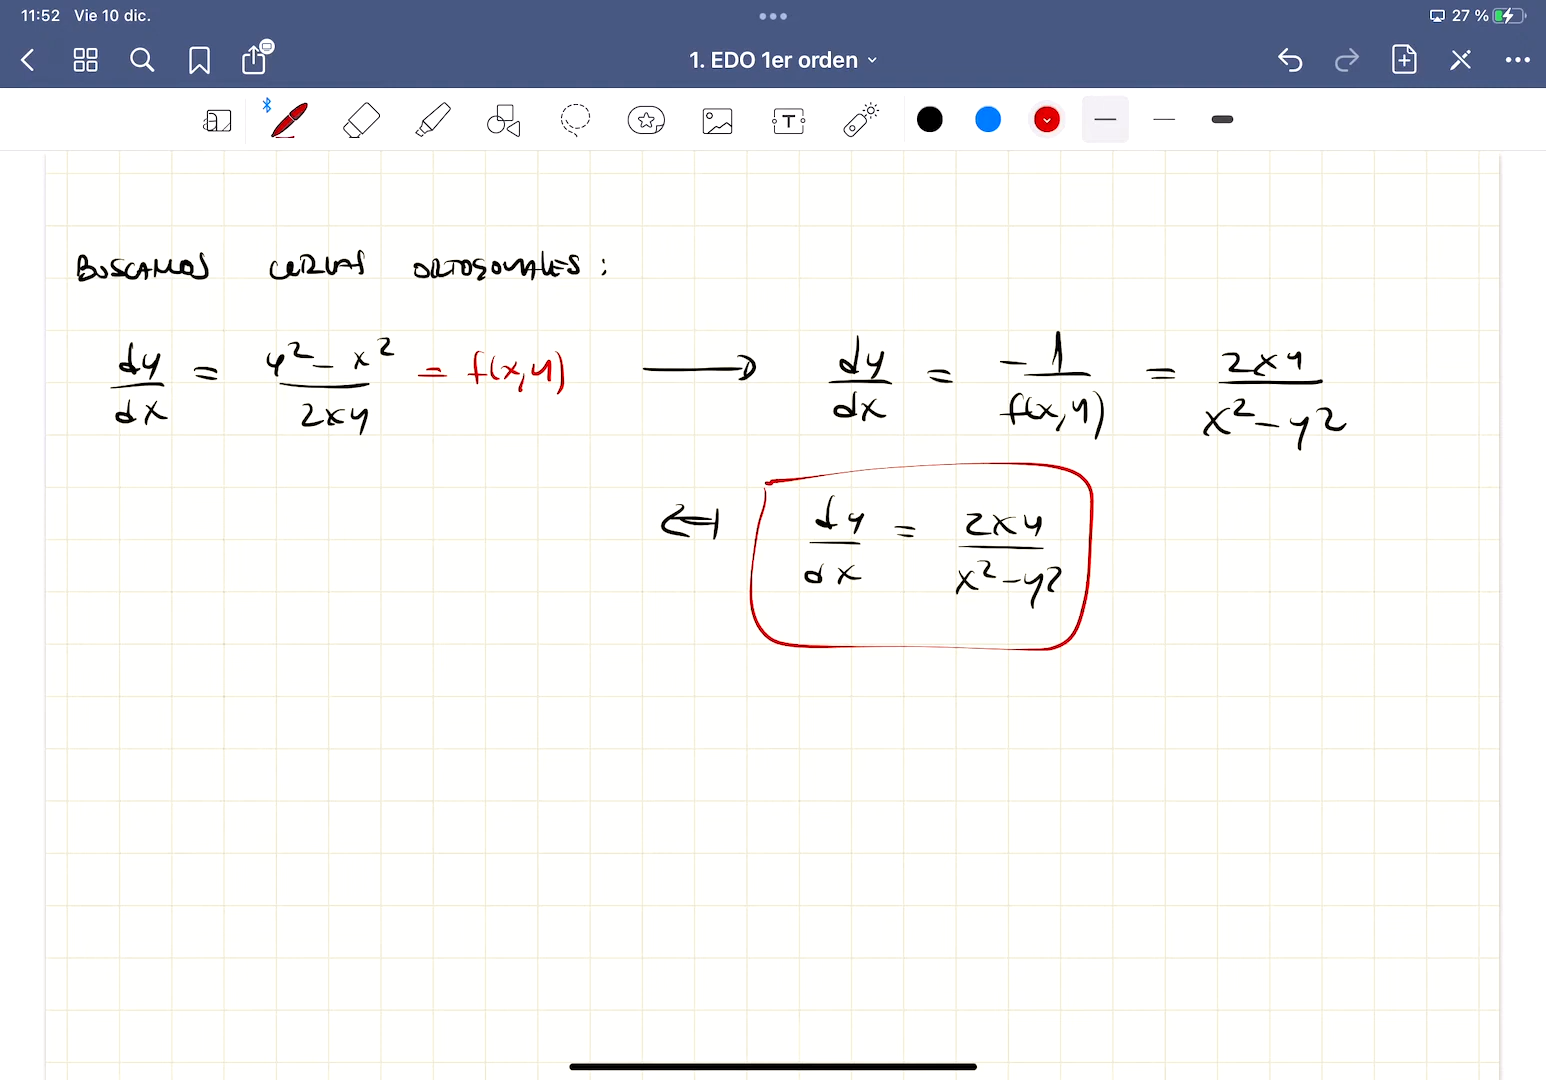 11:52 Vie 10 dic. 27 %
1. EDO 1er orden
BUSCAMOS CURVAS ORTOGONALES :
dy/dx = y² - x² / 2xy = f(x,y) → dy/dx = -1/f(x,y) = 2xy / x² - y²
⇐ dy/dx = 2xy / x² - y²